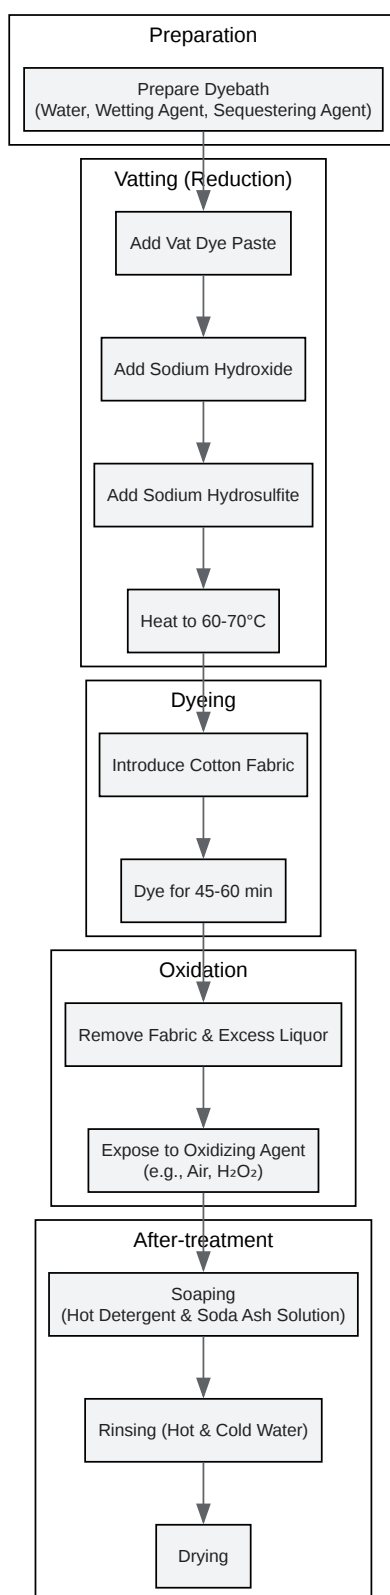 Preparation
Prepare Dyebath
(Water, Wetting Agent, Sequestering Agent)
Vatting (Reduction)
Add Vat Dye Paste
Add Sodium Hydroxide
Add Sodium Hydrosulfite
Heat to 60-70°C
Dyeing
Introduce Cotton Fabric
Dye for 45-60 min
Oxidation
Remove Fabric & Excess Liquor
Expose to Oxidizing Agent
(e.g., Air, H₂O₂)
After-treatment
Soaping
(Hot Detergent & Soda Ash Solution)
Rinsing (Hot & Cold Water)
Drying